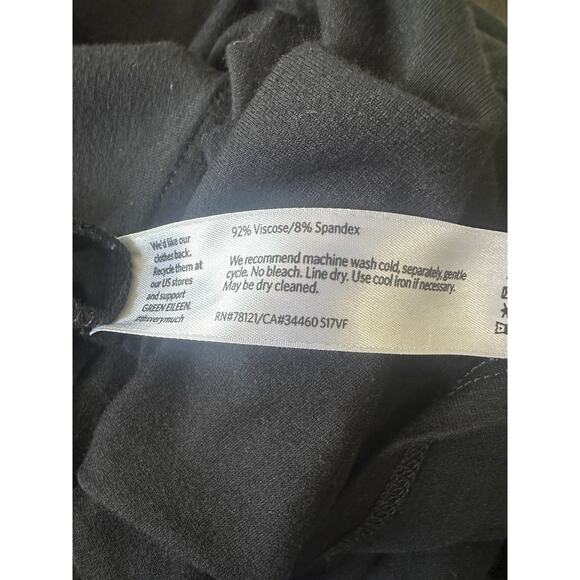 We'd like our
clothes back.
Recycle them at
our US stores
and support
GREEN EILEEN.
#thxverymuch
92% Viscose/8% Spandex
We recommend machine wash cold, separately, gentle
cycle. No bleach. Line dry. Use cool iron if necessary.
May be dry cleaned.
RN#78121/CA#34460 S17VF